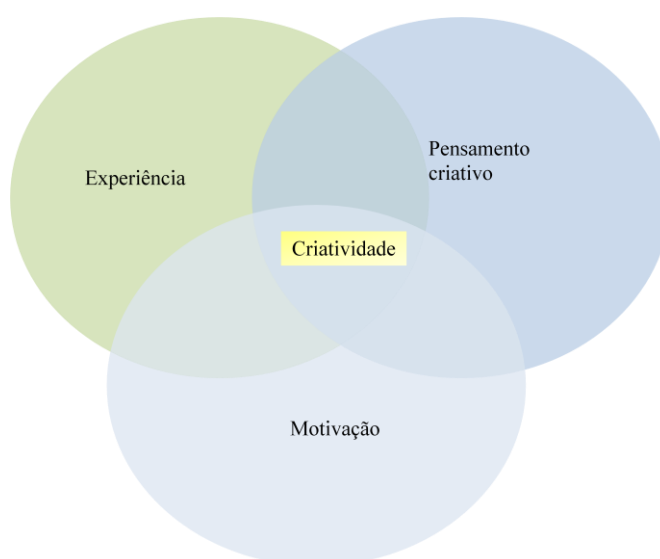 Experiência
Pensamento
criativo
Criatividade
Motivação